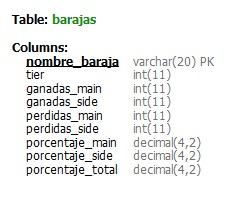 Table: barajas
Columns:
nombre_baraja varchar(20) PK
tier int(11)
ganadas_main int(11)
ganadas_side int(11)
perdidas_main int(11)
perdidas_side int(11)
porcentaje_main decimal(4,2)
porcentaje_side decimal(4,2)
porcentaje_total decimal(4,2)